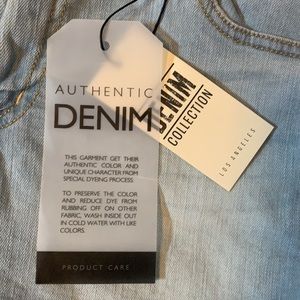 AUTHENTIC
DENIM
THIS GARMENT GET THEIR
AUTHENTIC COLOR AND
UNIQUE CHARACTER FROM
SPECIAL DYEING PROCESS.
TO PRESERVE THE COLOR
AND REDUCE DYE FROM
RUBBING OFF ON OTHER
FABRIC, WASH INSIDE OUT
IN COLD WATER WITH LIKE
COLORS.
PRODUCT CARE
DENIM
COLLECTION
LOS ANGELES